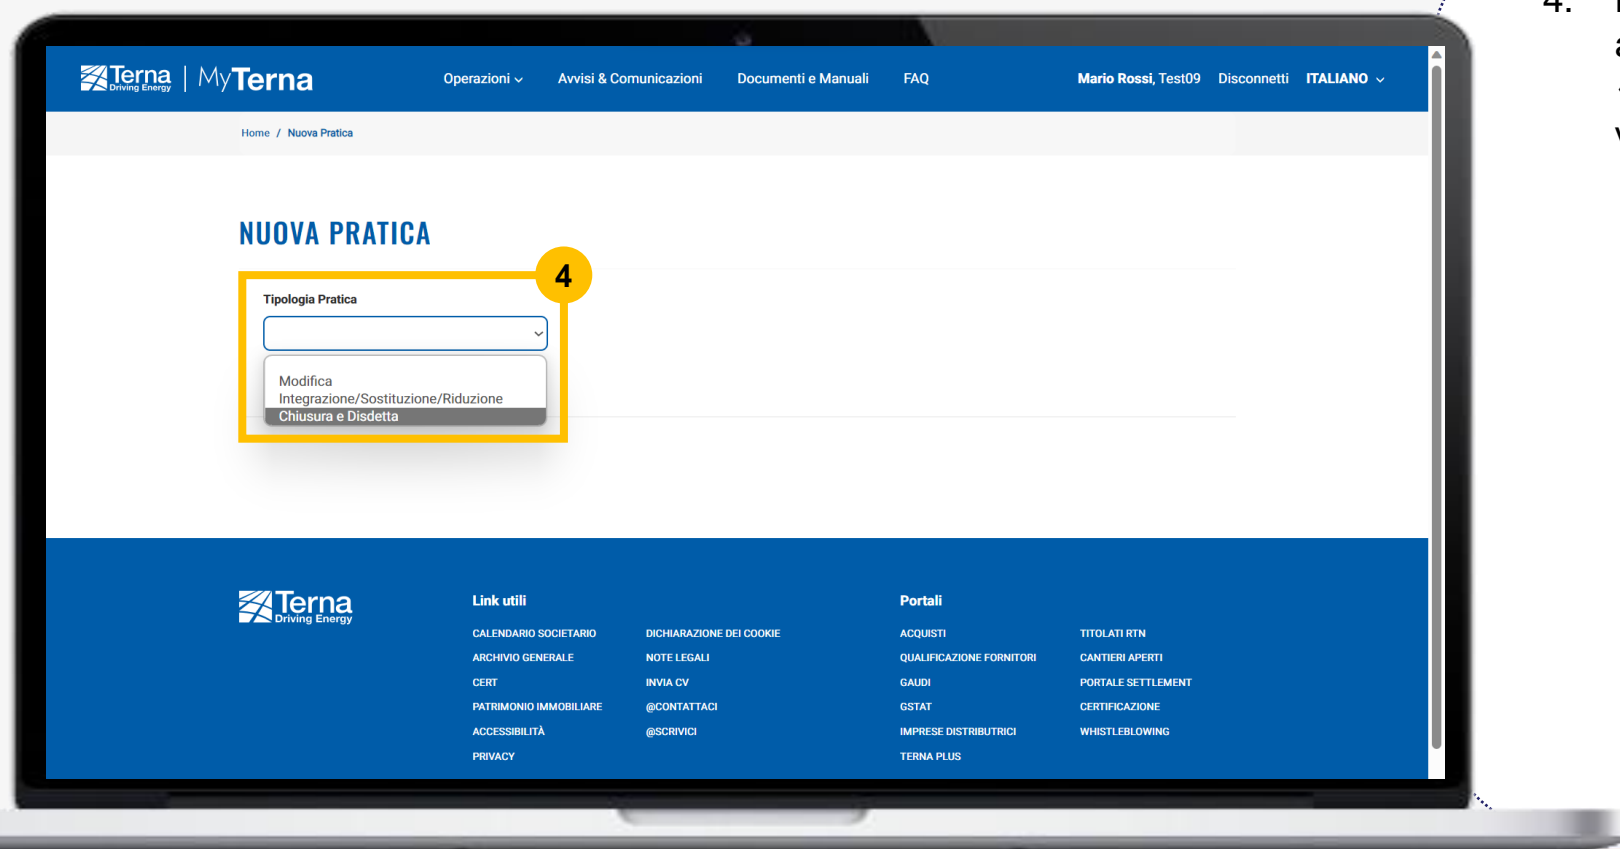 Terna
Driving Energy
MyTerna
Operazioni
Avvisi & Comunicazioni
Documenti e Manuali
FAQ
Mario Rossi, Test09
Disconnetti
ITALIANO
Home / Nuova Pratica
NUOVA PRATICA
4
Tipologia Pratica
Modifica
Integrazione/Sostituzione/Riduzione
Chiusura e Disdetta
Terna
Driving Energy
Link utili
CALENDARIO SOCIETARIO
ARCHIVIO GENERALE
CERT
PATRIMONIO IMMOBILIARE
ACCESSIBILITÀ
PRIVACY
DICHIARAZIONE DEI COOKIE
NOTE LEGALI
INVIA CV
@CONTATTACI
@SCRIVICI
Portali
ACQUISTI
QUALIFICAZIONE FORNITORI
GAUDI
GSTAT
IMPRESE DISTRIBUTRICI
TERNA PLUS
TITOLATI RTN
CANTIERI APERTI
PORTALE SETTLEMENT
CERTIFICAZIONE
WHISTLEBLOWING
4.